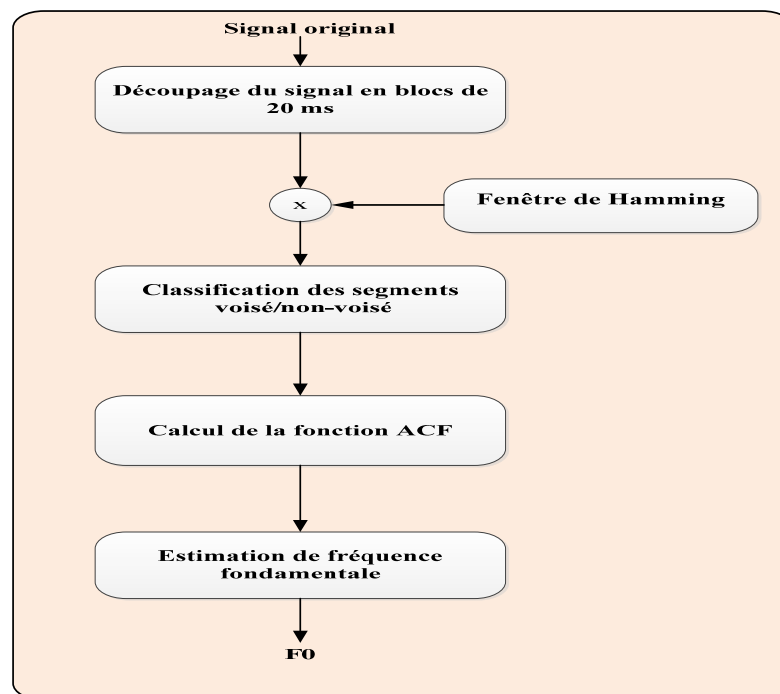 Signal original
Découpage du signal en blocs de
20 ms
x
Fenêtre de Hamming
Classification des segments
voisé/non-voisé
Calcul de la fonction ACF
Estimation de fréquence
fondamentale
F0